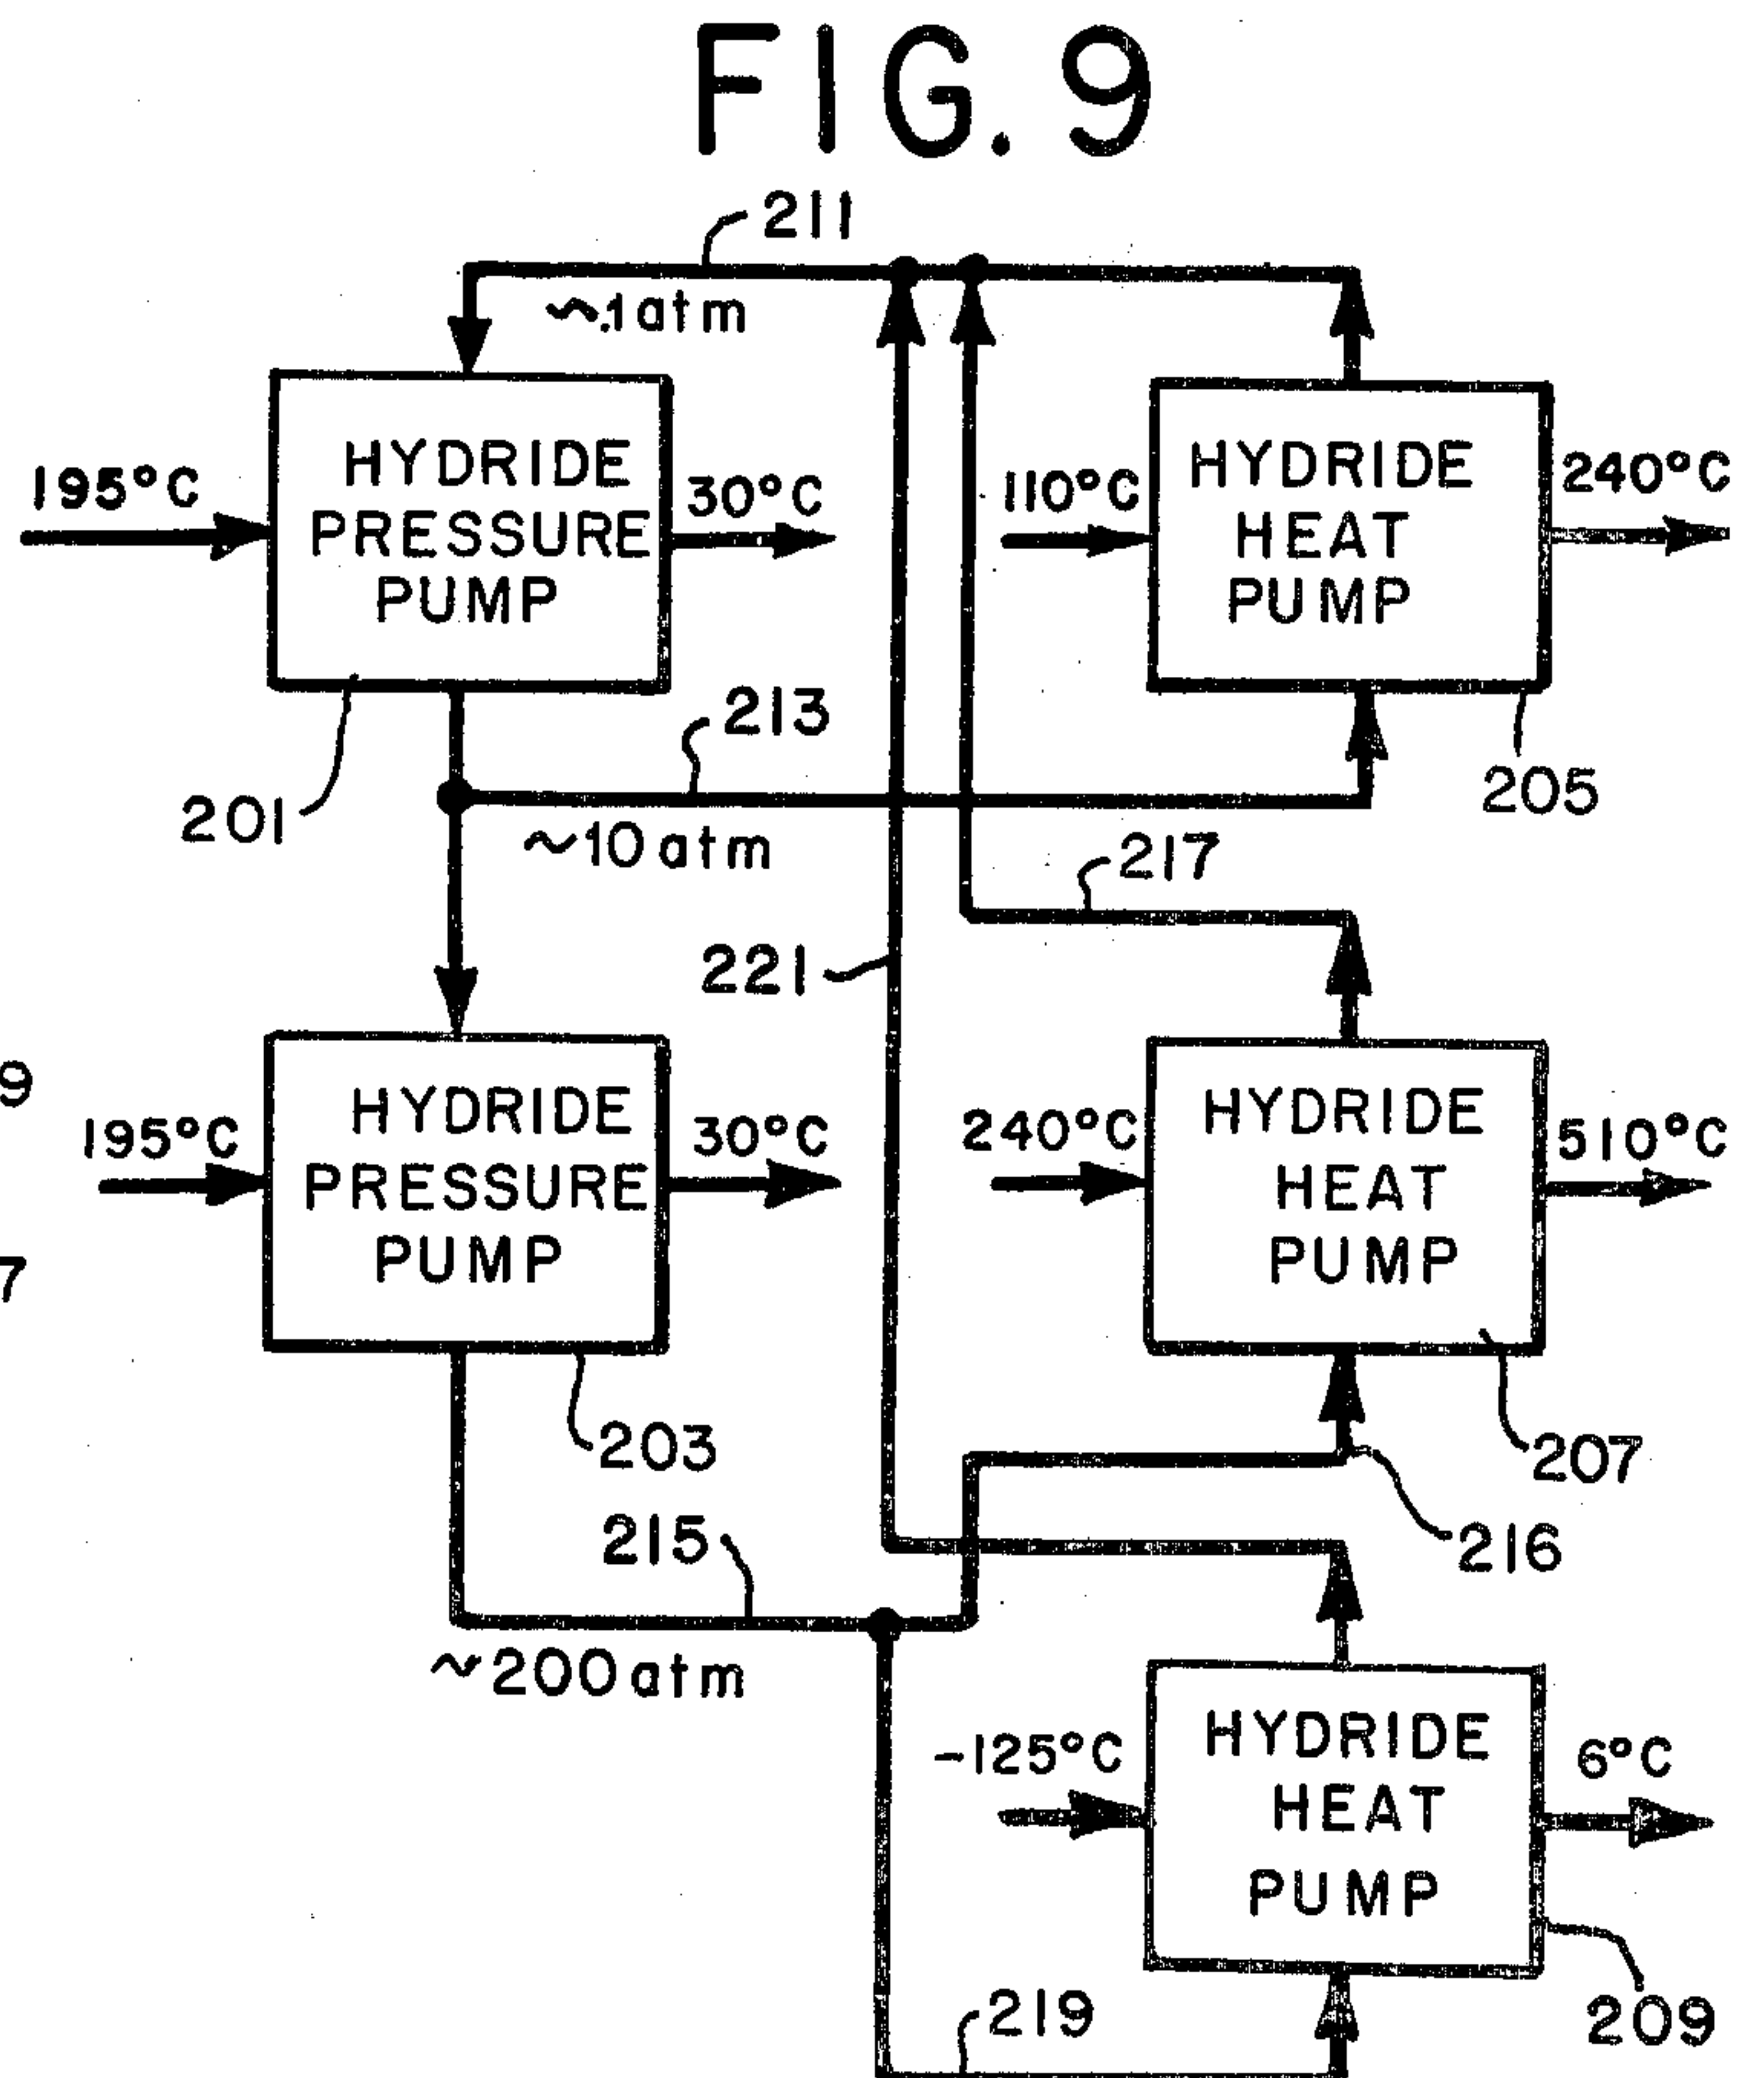 FIG. 9
211
~.1 atm
195°C
HYDRIDE
PRESSURE
PUMP
30°C
110°C
HYDRIDE
HEAT
PUMP
240°C
201
213
205
~10 atm
217
221
9
195°C
HYDRIDE
PRESSURE
PUMP
30°C
240°C
HYDRIDE
HEAT
PUMP
510°C
7
203
207
215
216
~200 atm
-125°C
HYDRIDE
HEAT
PUMP
6°C
219
209